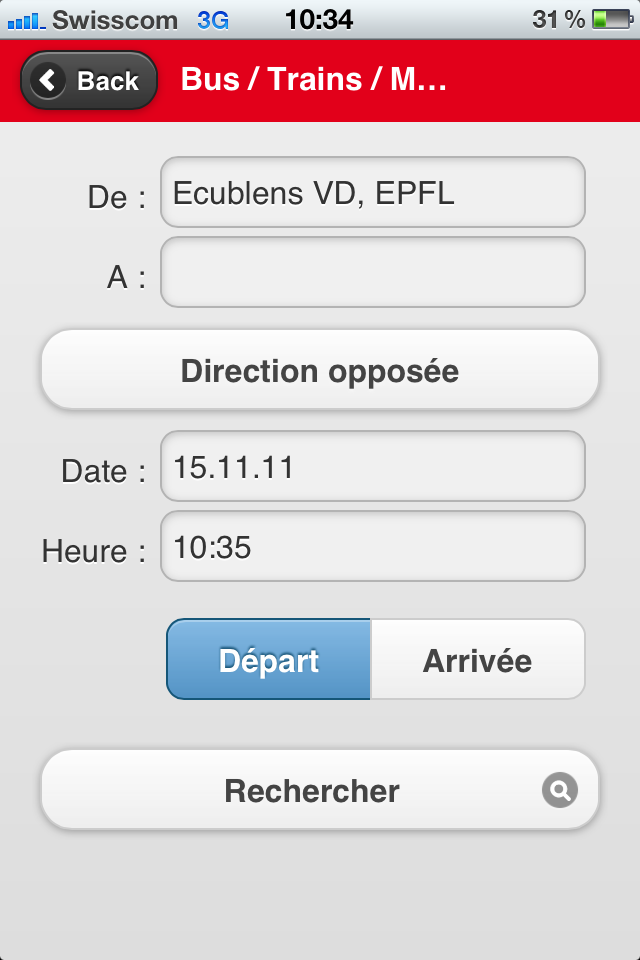 Swisscom 3G 10:34 31 %
Back Bus / Trains / M...
De : Ecublens VD, EPFL
A :
Direction opposée
Date : 15.11.11
Heure : 10:35
Départ Arrivée
Rechercher